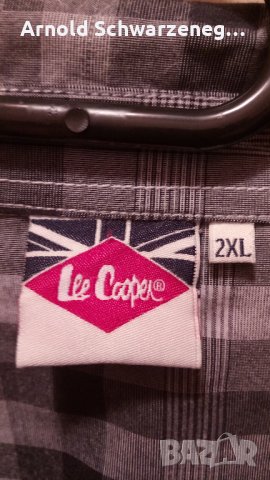 Arnold Schwarzeneg...
Lee Cooper®
2XL
BAZAR